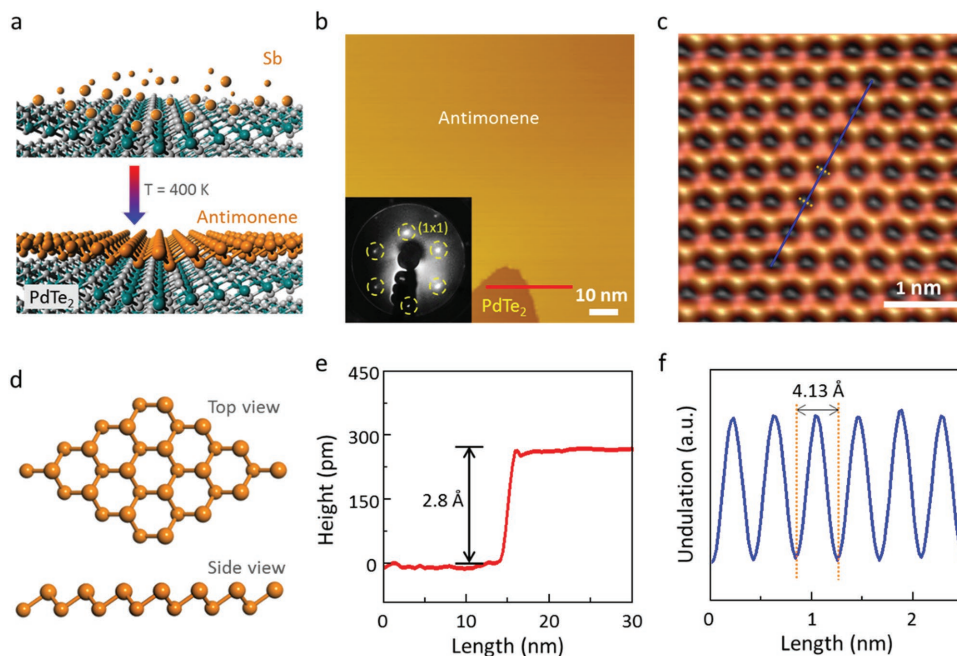 a
Sb
T = 400 K
Antimonene
PdTe₂
b
Antimonene
(1x1)
PdTe₂
10 nm
c
1 nm
d
Top view
Side view
e
450
300
150
0
Height (pm)
2.8 Å
0 10 20 30
Length (nm)
f
4.13 Å
Undulation (a.u.)
0 1 2
Length (nm)